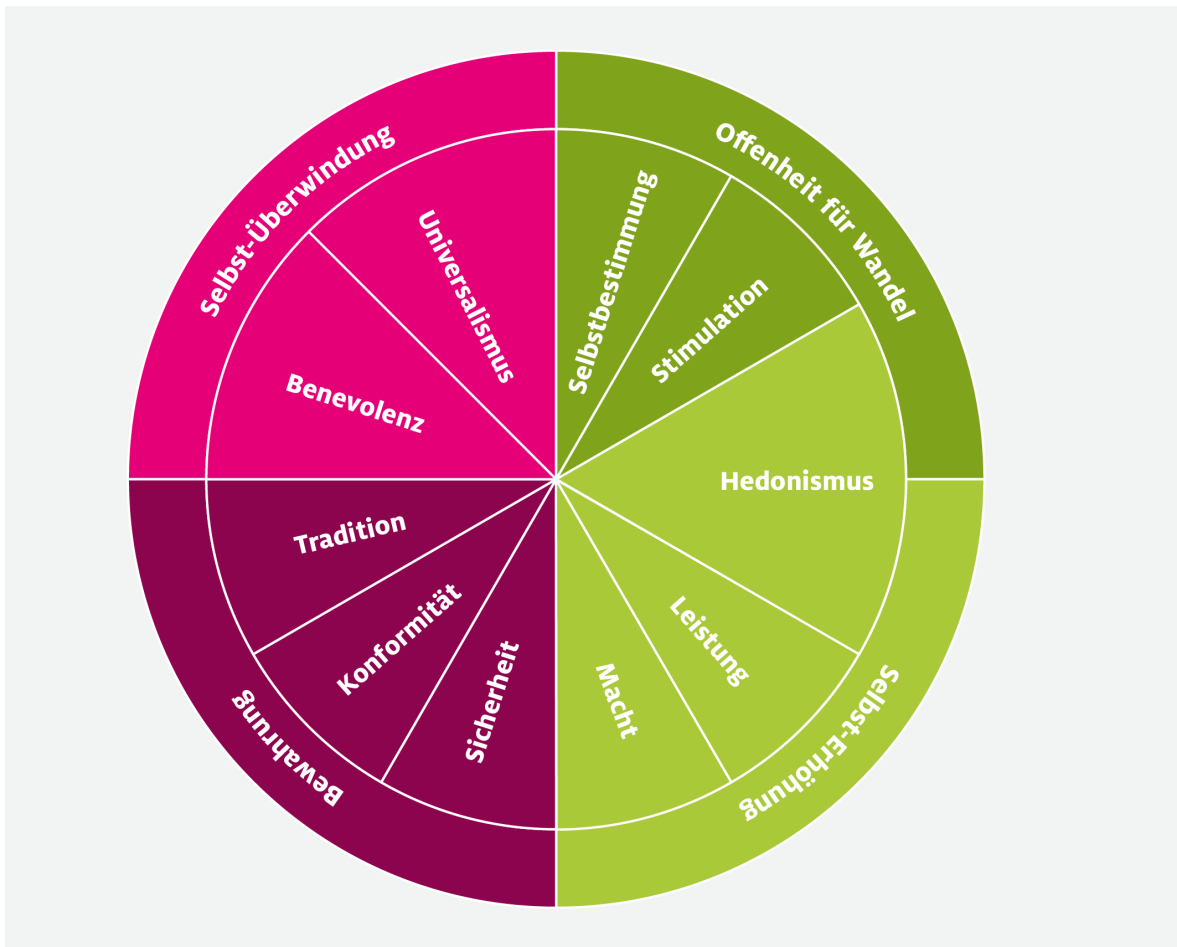 Selbst-Überwindung
Offenheit für Wandel
Universalismus
Selbstbestimmung
Stimulation
Benevolenz
Hedonismus
Tradition
Konformität
Sicherheit
Macht
Leistung
Bewahrung
Selbst-Erhöhung